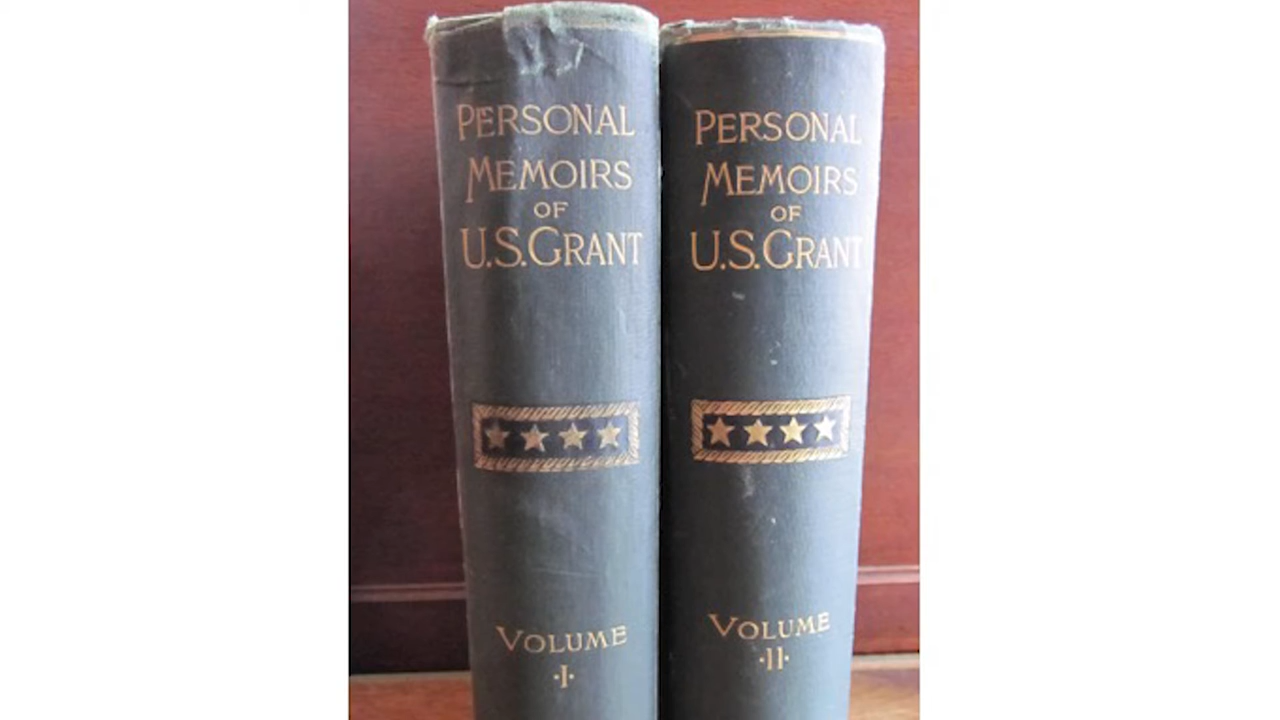 PERSONAL
MEMOIRS
OF
U.S.GRANT
VOLUME
·I·
PERSONAL
MEMOIRS
OF
U.S.GRANT
VOLUME
·II·